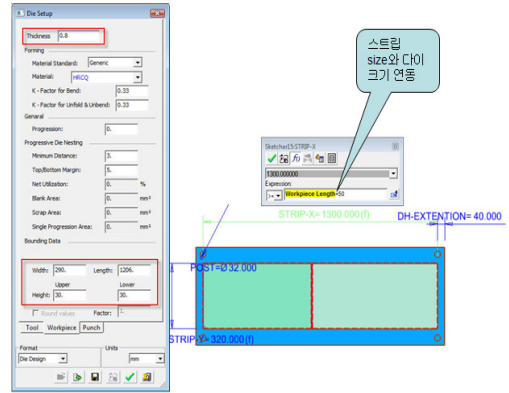 Die Setup
Thickness 0.8
Forming
Material Standard: Generic
Material: HRCQ
K - Factor for Bend: 0.33
K - Factor for Unfold & Unbend: 0.33
General
Progression: 0.
Progressive Die Nesting
Minimum Distance: 3.
Top/Bottom Margin: 5.
Net Utilization: 0. %
Blank Area: 0. mm²
Scrap Area: 0. mm²
Single Progression Area: 0. mm²
Bounding Data
Width: 290. Length: 1206.
Upper Lower
Height: 30. 30.
Round values Factor: 1.
Tool Workpiece Punch
Format Units
Die Design mm
스트립
size와 다이
크기 연동
Sketcher15:STRIP-X
1300.000000
Expression:
Workpiece Length+50
STRIP-X= 1300.000(f)
DH-EXTENTION= 40.000
POST=Ø32.000
STRIP-Y= 320.000(f)